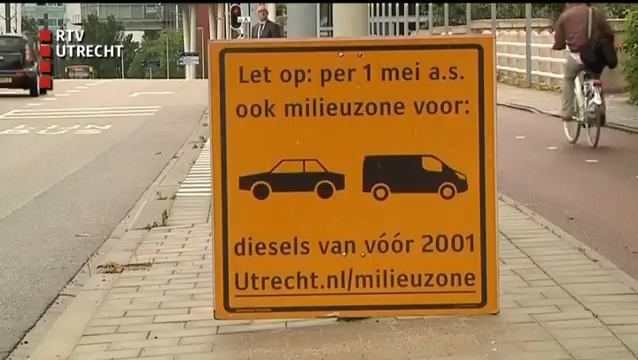 RTV
UTRECHT
Let op: per 1 mei a.s.
ook milieuzone voor:
diesels van vóór 2001
Utrecht.nl/milieuzone